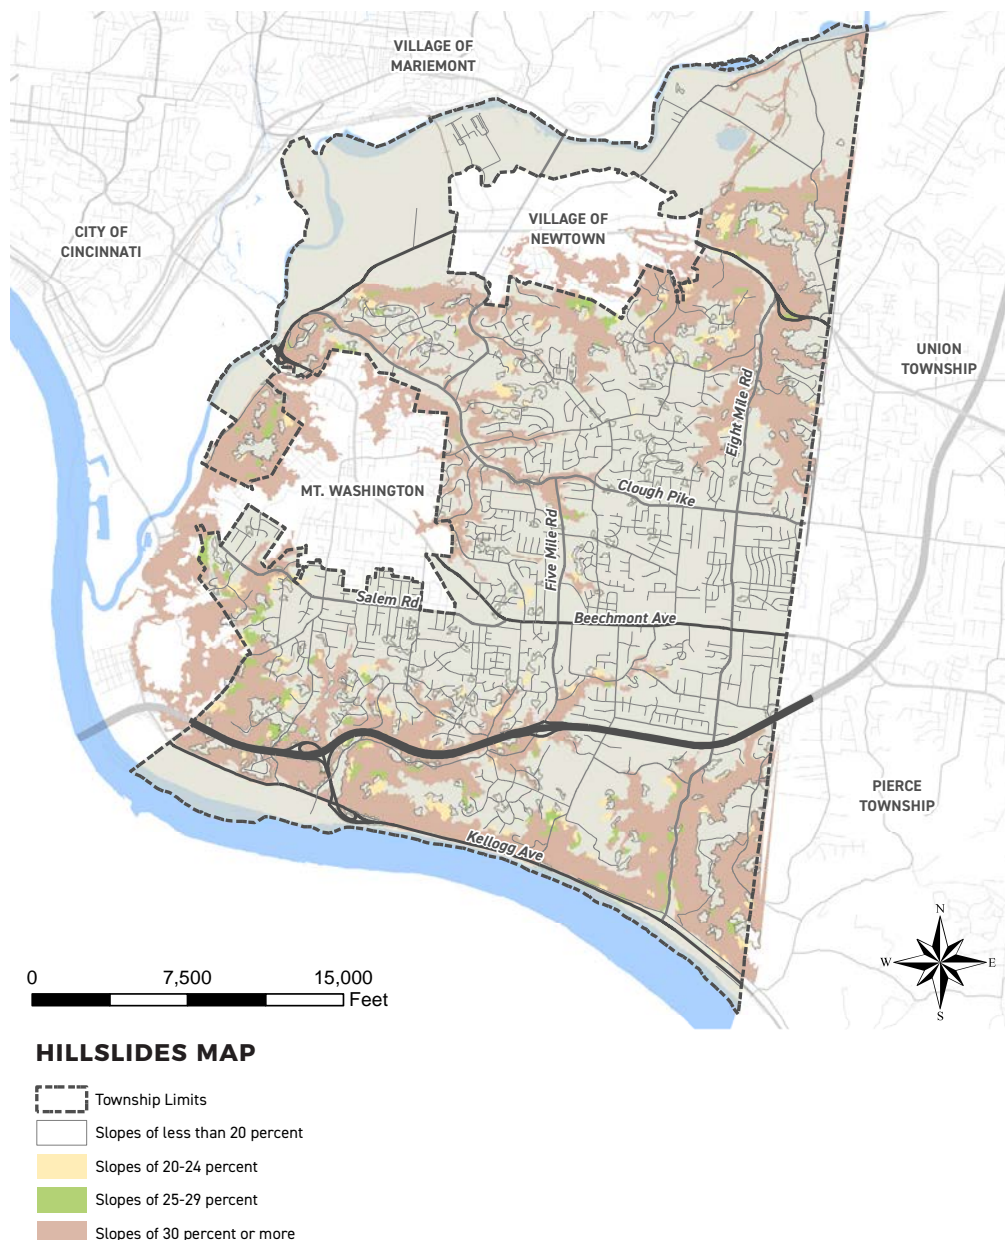 VILLAGE OF
MARIEMONT
CITY OF
CINCINNATI
VILLAGE OF
NEWTOWN
UNION
TOWNSHIP
Eight Mile Rd
MT. WASHINGTON
Clough Pike
Five Mile Rd
Salem Rd
Beechmont Ave
PIERCE
TOWNSHIP
Kellogg Ave
N
W
E
S
0 7,500 15,000
Feet
HILLSLIDES MAP
Township Limits
Slopes of less than 20 percent
Slopes of 20-24 percent
Slopes of 25-29 percent
Slopes of 30 percent or more